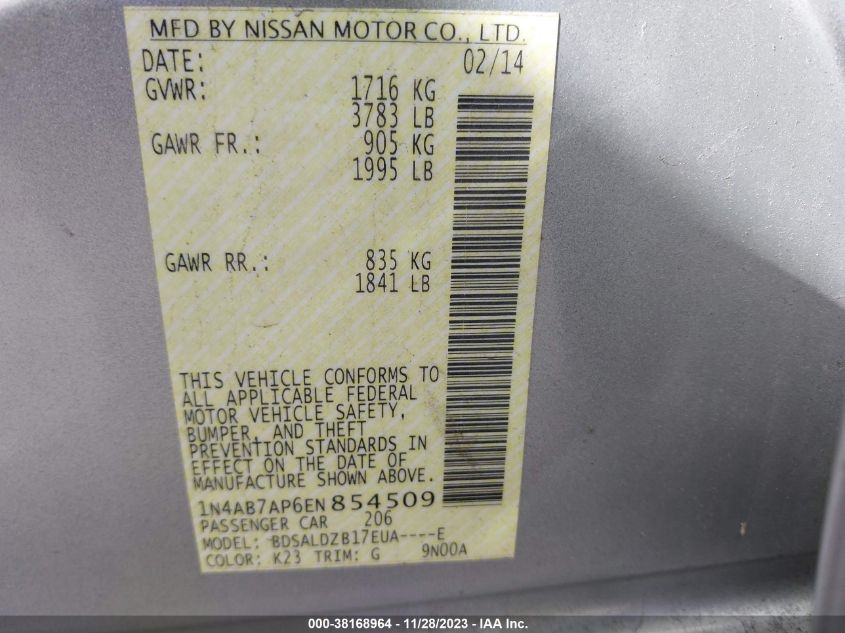 MFD BY NISSAN MOTOR CO., LTD.
DATE: 02/14
GVWR: 1716 KG
3783 LB
GAWR FR.: 905 KG
1995 LB
GAWR RR.: 835 KG
1841 LB
THIS VEHICLE CONFORMS TO
ALL APPLICABLE FEDERAL
MOTOR VEHICLE SAFETY,
BUMPER, AND THEFT
PREVENTION STANDARDS IN
EFFECT ON THE DATE OF
MANUFACTURE SHOWN ABOVE.
1N4AB7AP6EN854509
PASSENGER CAR 206
MODEL: BDSALDZB17EUA----E
COLOR: K23 TRIM: G 9N00A
000-38168964 - 11/28/2023 - IAA Inc.